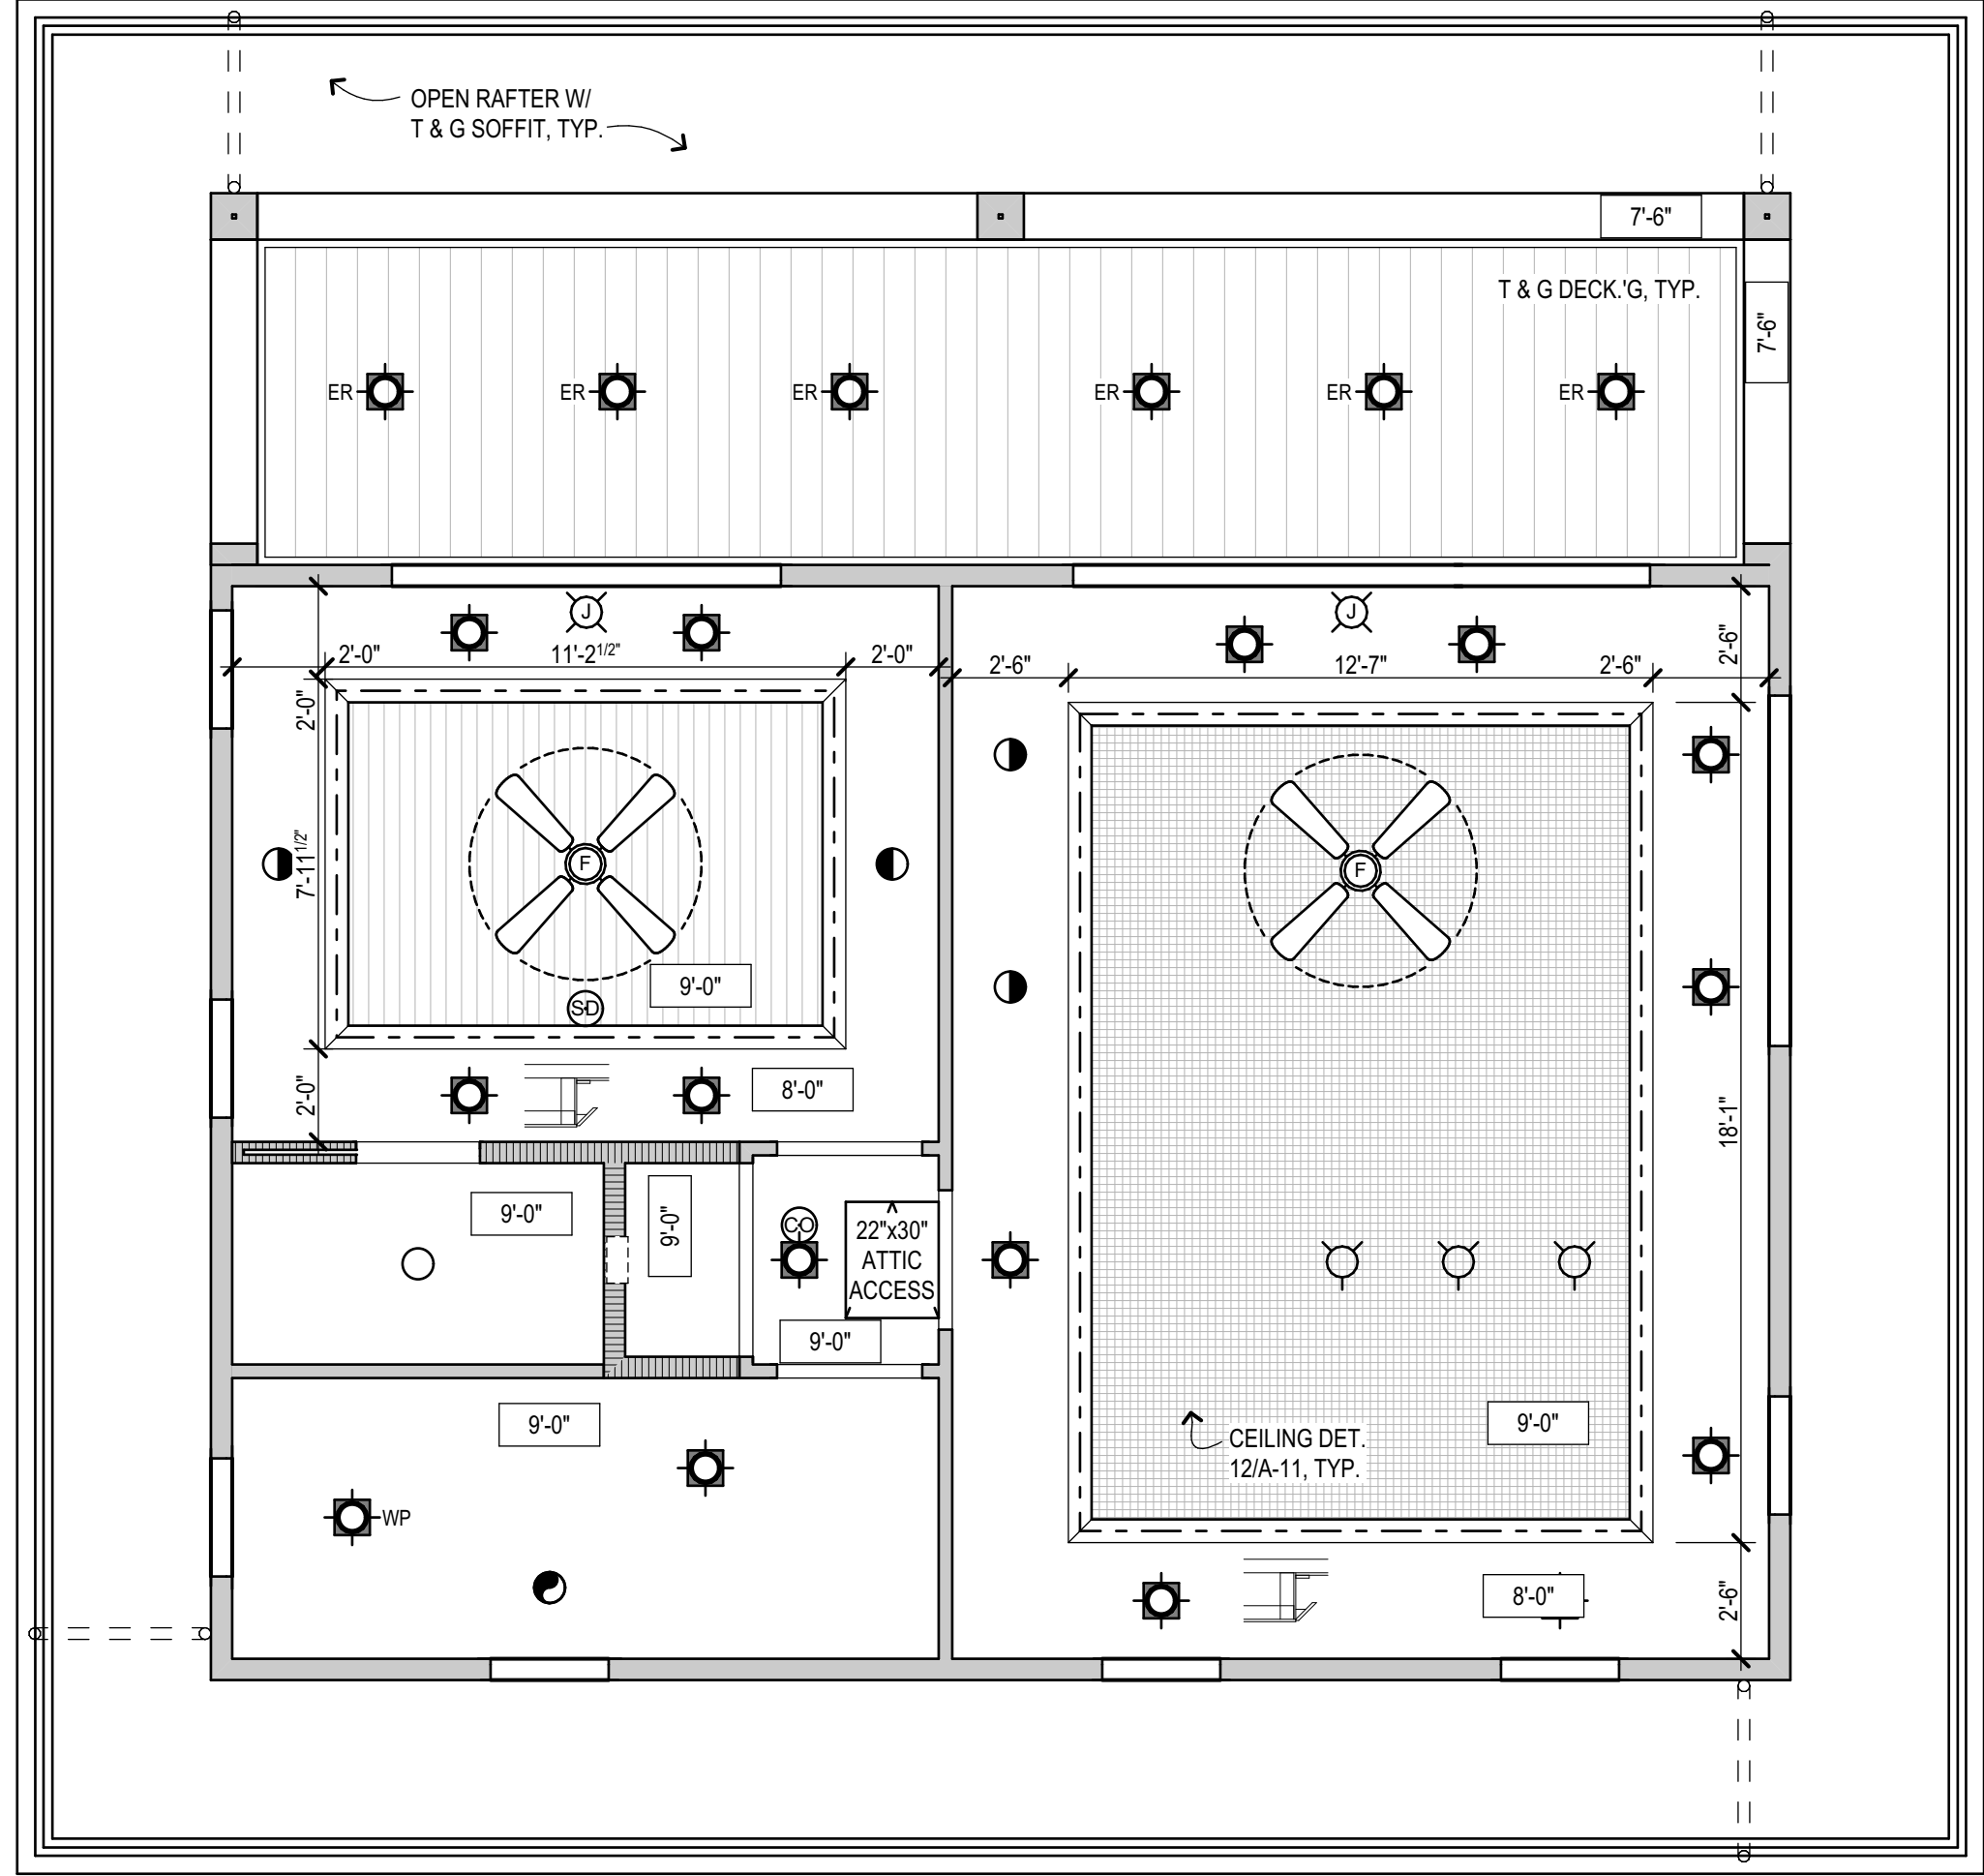 OPEN RAFTER W/
T & G SOFFIT, TYP.
7'-6"
T & G DECK.'G, TYP.
7'-6"
ER
ER
ER
ER
ER
ER
J
J
2'-0"
11'-2 1/2"
2'-0"
2'-6"
12'-7"
2'-6"
2'-6"
2'-0"
7'-11 1/2"
F
F
9'-0"
SD
2'-0"
8'-0"
18'-1"
9'-0"
9'-0"
CO
22"x30"
ATTIC
ACCESS
9'-0"
9'-0"
CEILING DET.
12/A-11, TYP.
9'-0"
WP
8'-0"
2'-6"